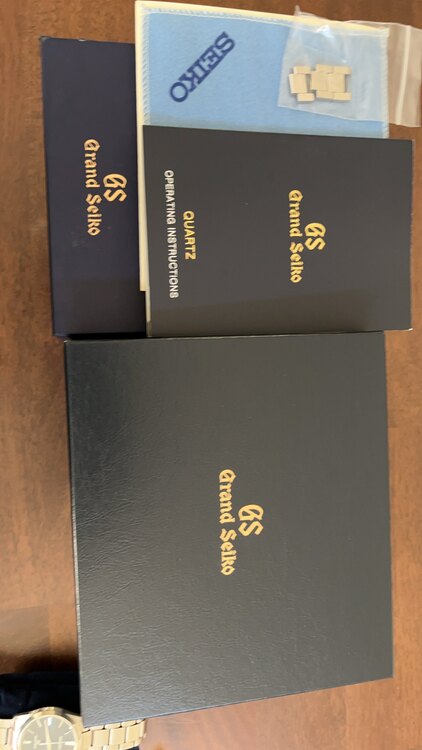 SEIKO
GS
Grand Seiko
GS
Grand Seiko
QUARTZ
OPERATING INSTRUCTIONS
GS
Grand Seiko